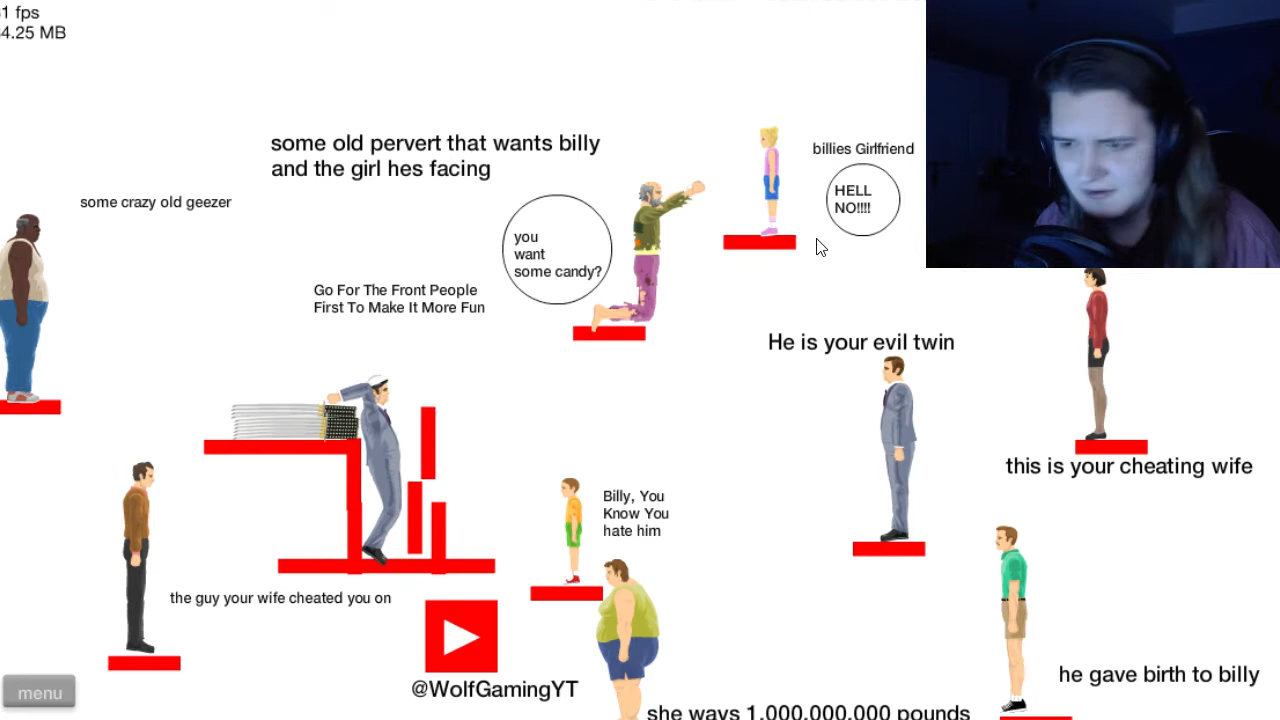 1 fps
4.25 MB
some old pervert that wants billy
and the girl hes facing
billies Girlfriend
HELL
NO!!!!
some crazy old geezer
you
want
some candy?
Go For The Front People
First To Make It More Fun
He is your evil twin
this is your cheating wife
Billy, You
Know You
hate him
the guy your wife cheated you on
he gave birth to billy
menu
@WolfGamingYT
she ways 1,000,000,000 pounds